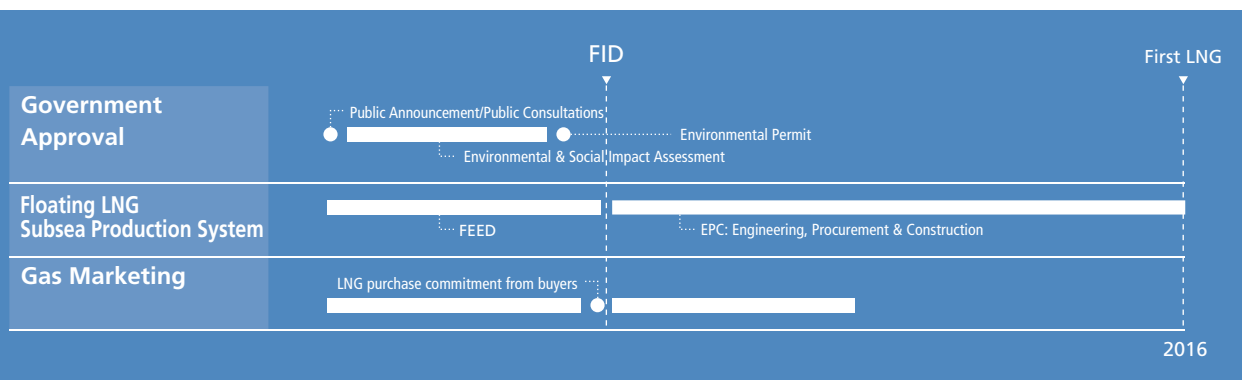 FID
First LNG
Government
Approval
Public Announcement/Public Consultations
Environmental Permit
Environmental & Social Impact Assessment
Floating LNG
Subsea Production System
FEED
EPC: Engineering, Procurement & Construction
Gas Marketing
LNG purchase commitment from buyers
2016